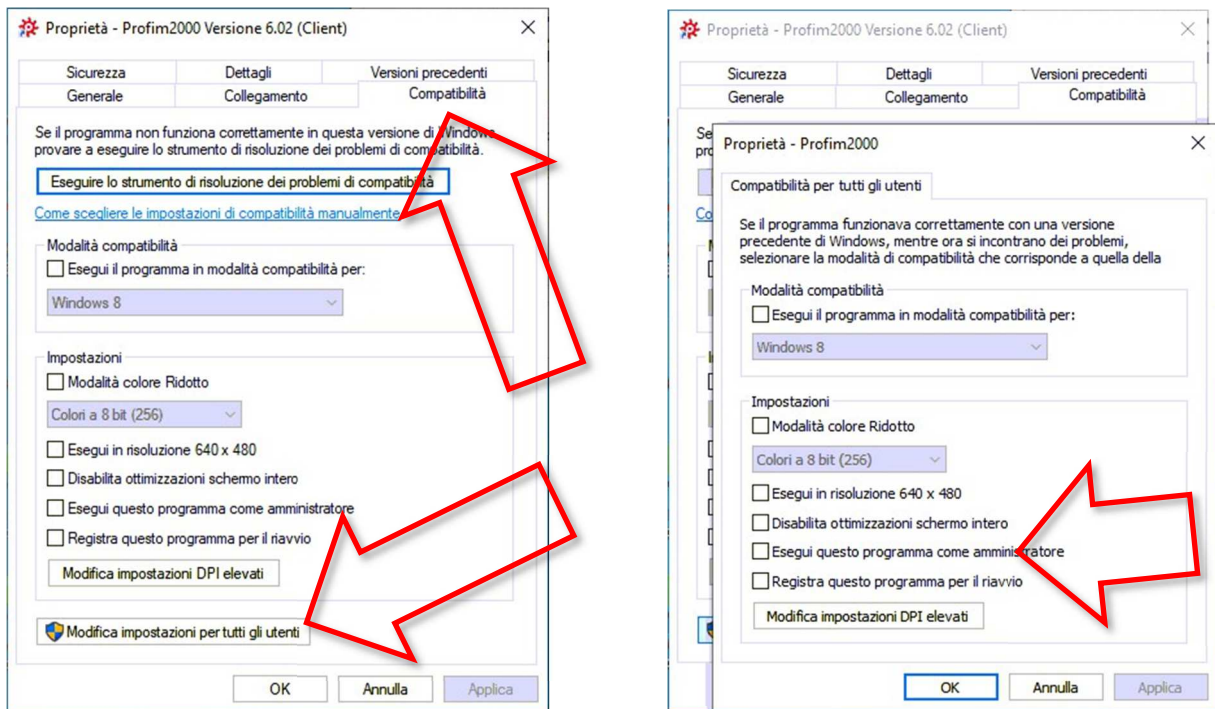 Proprietà - Profim2000 Versione 6.02 (Client)
Sicurezza Dettagli Versioni precedenti
Generale Collegamento Compatibilità
Se il programma non funziona correttamente in questa versione di Windows,
provare a eseguire lo strumento di risoluzione dei problemi di compatibilità.
Eseguire lo strumento di risoluzione dei problemi di compatibilità
Come scegliere le impostazioni di compatibilità manualmente
Modalità compatibilità
Esegui il programma in modalità compatibilità per:
Windows 8
Impostazioni
Modalità colore Ridotto
Colori a 8 bit (256)
Esegui in risoluzione 640 x 480
Disabilita ottimizzazioni schermo intero
Esegui questo programma come amministratore
Registra questo programma per il riavvio
Modifica impostazioni DPI elevati
Modifica impostazioni per tutti gli utenti
OK Annulla Applica
Proprietà - Profim2000 Versione 6.02 (Client)
Sicurezza Dettagli Versioni precedenti
Generale Collegamento Compatibilità
Se
pro
Co
Proprietà - Profim2000
Compatibilità per tutti gli utenti
Se il programma funzionava correttamente con una versione
precedente di Windows, mentre ora si incontrano dei problemi,
selezionare la modalità di compatibilità che corrisponde a quella della
Modalità compatibilità
Esegui il programma in modalità compatibilità per:
Windows 8
Impostazioni
Modalità colore Ridotto
Colori a 8 bit (256)
Esegui in risoluzione 640 x 480
Disabilita ottimizzazioni schermo intero
Esegui questo programma come amministratore
Registra questo programma per il riavvio
Modifica impostazioni DPI elevati
OK Annulla Applica